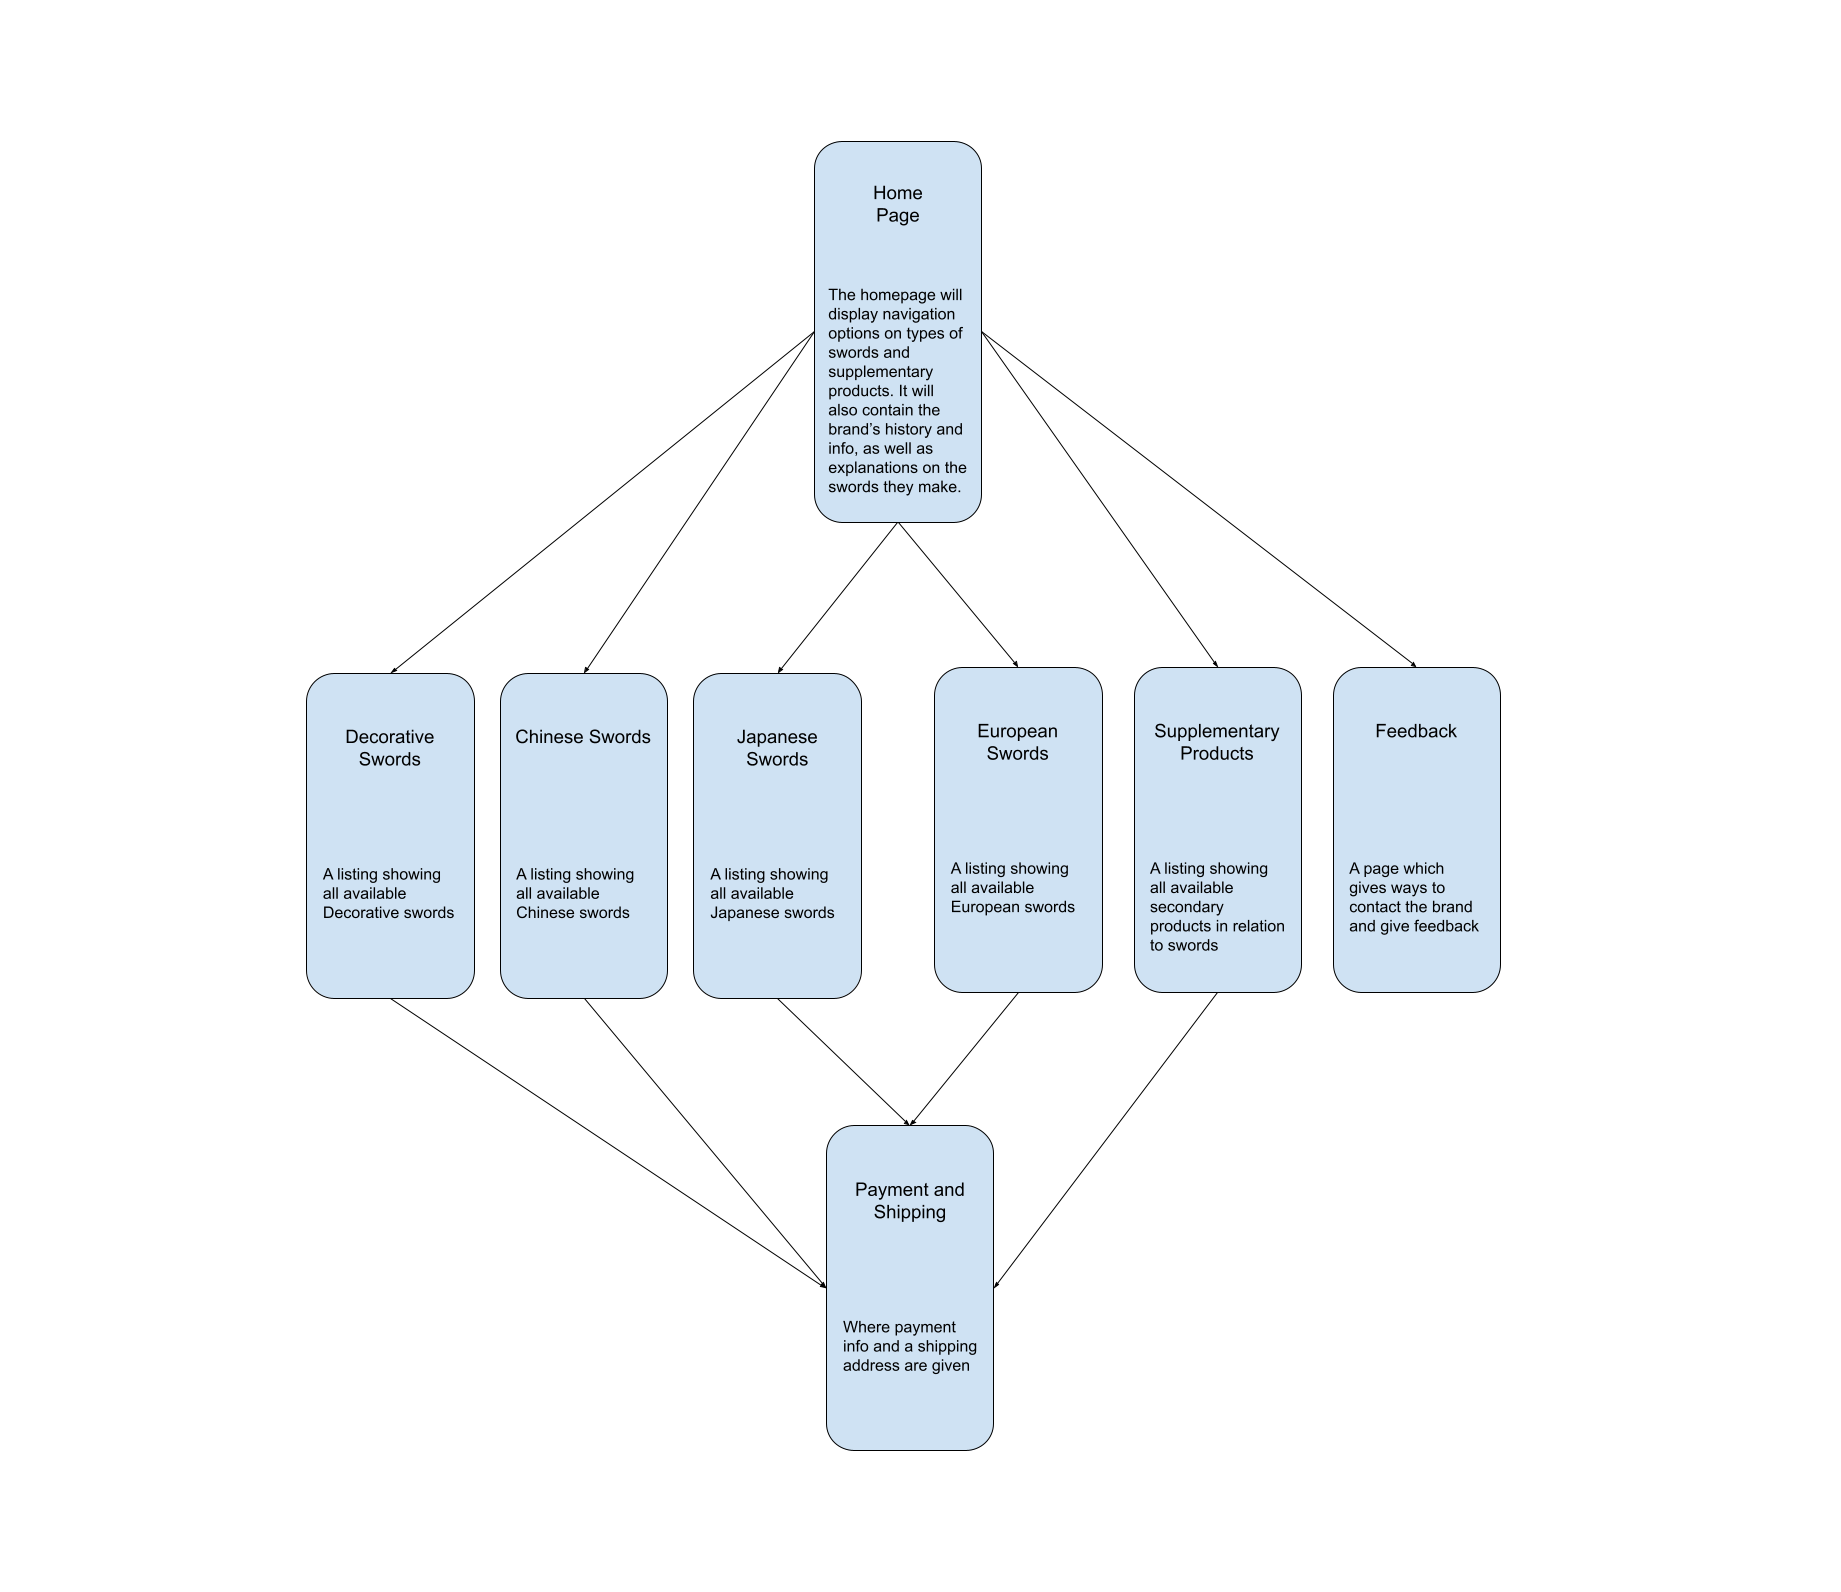 Home
Page
The homepage will
display navigation
options on types of
swords and
supplementary
products. It will
also contain the
brand’s history and
info, as well as
explanations on the
swords they make.
Decorative
Swords
A listing showing
all available
Decorative swords
Chinese Swords
A listing showing
all available
Chinese swords
Japanese
Swords
A listing showing
all available
Japanese swords
European
Swords
A listing showing
all available
European swords
Supplementary
Products
A listing showing
all available
secondary
products in relation
to swords
Feedback
A page which
gives ways to
contact the brand
and give feedback
Payment and
Shipping
Where payment
info and a shipping
address are given